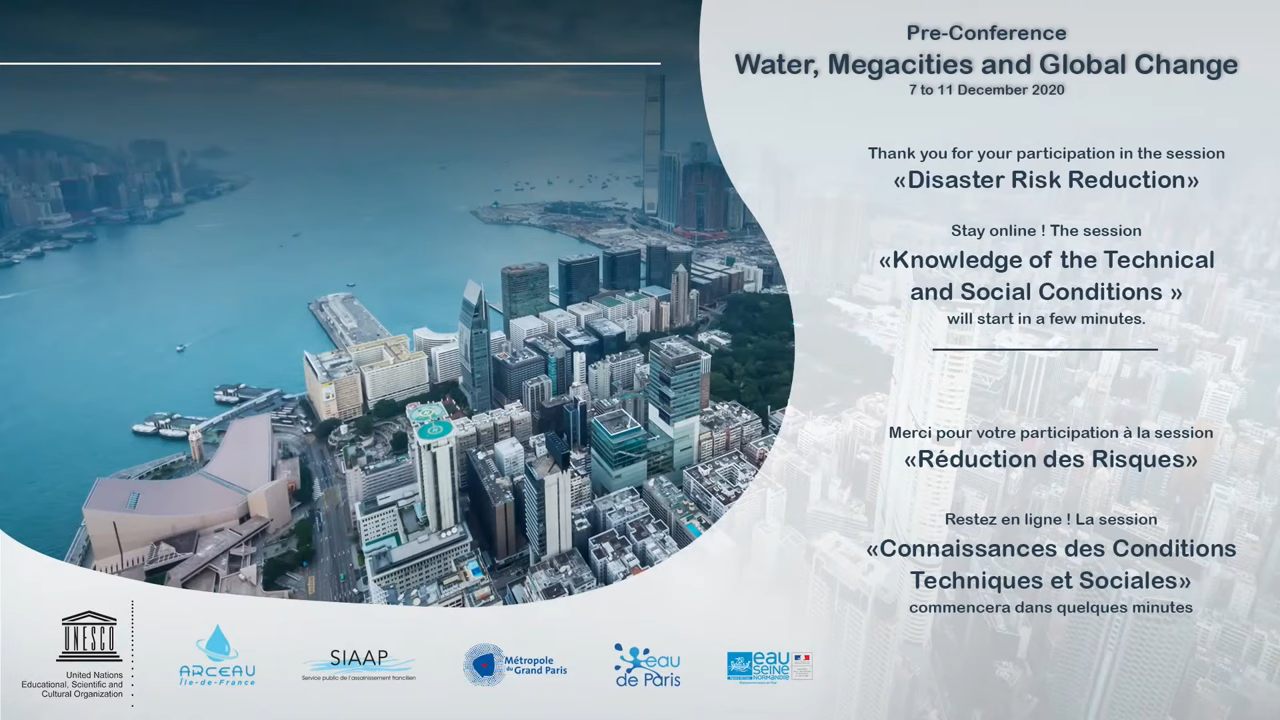 Pre-Conference
Water, Megacities and Global Change
7 to 11 December 2020
Thank you for your participation in the session
«Disaster Risk Reduction»
Stay online ! The session
«Knowledge of the Technical
and Social Conditions »
will start in a few minutes.
Merci pour votre participation à la session
«Réduction des Risques»
Restez en ligne ! La session
«Connaissances des Conditions
Techniques et Sociales»
commencera dans quelques minutes
UNESCO
United Nations
Educational, Scientific and
Cultural Organization
ARCEAU
Île-de-France
SIAAP
Service public de l'assainissement francilien
Métropole
du Grand Paris
eau
de Paris
eau
SEINE
NORMANDIE